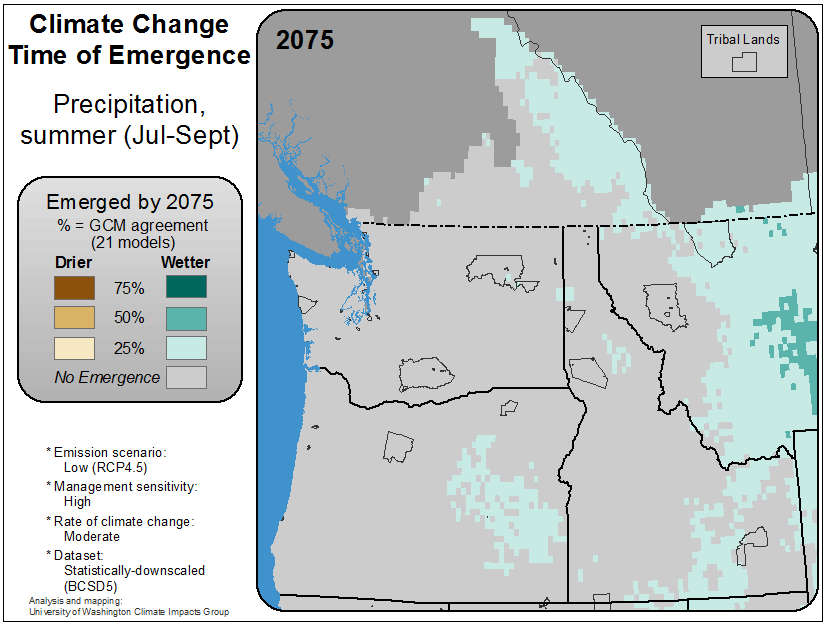 Climate Change
Time of Emergence
Precipitation,
summer (Jul-Sept)
Emerged by 2075
% = GCM agreement
(21 models)
Drier Wetter
75%
50%
25%
No Emergence
* Emission scenario:
Low (RCP4.5)
* Management sensitivity:
High
* Rate of climate change:
Moderate
* Dataset:
Statistically-downscaled
(BCSD5)
Analysis and mapping:
University of Washington Climate Impacts Group
2075
Tribal Lands